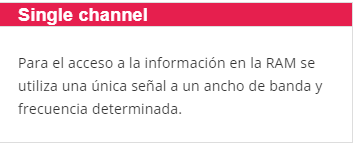 Single channel
Para el acceso a la información en la RAM se
utiliza una única señal a un ancho de banda y
frecuencia determinada.